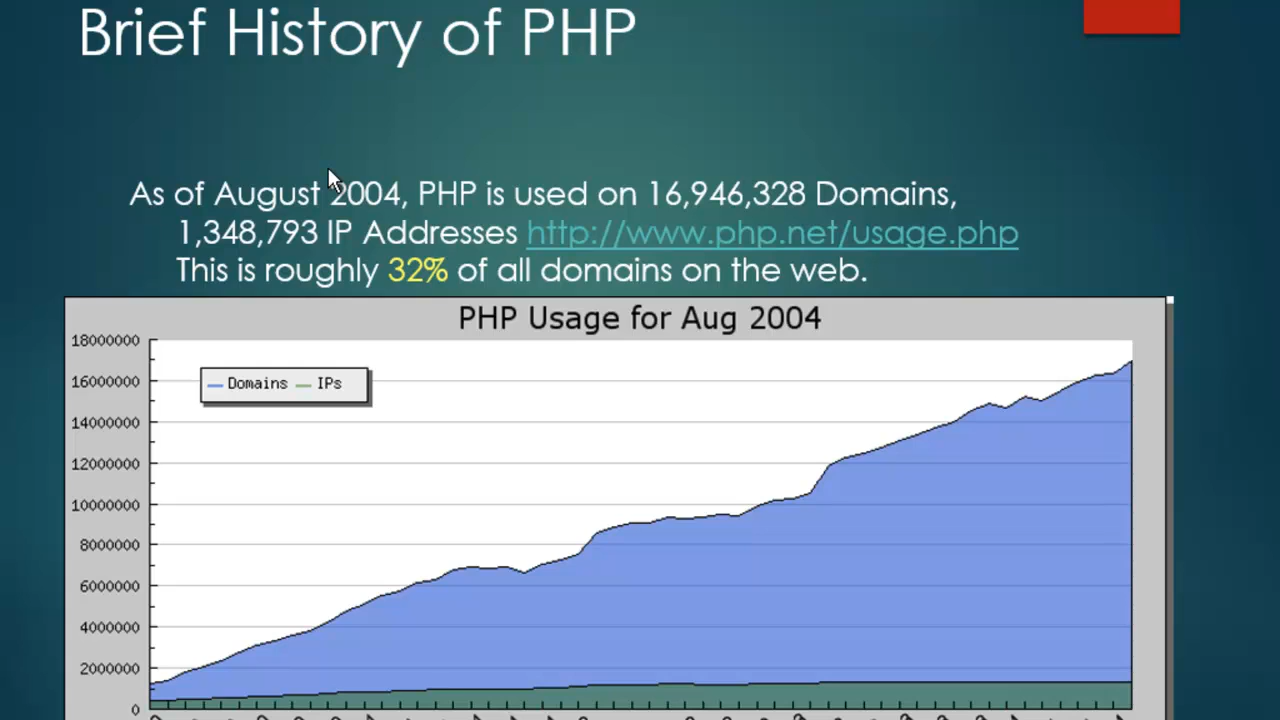 Brief History of PHP
As of August 2004, PHP is used on 16,946,328 Domains,
1,348,793 IP Addresses http://www.php.net/usage.php
This is roughly 32% of all domains on the web.
PHP Usage for Aug 2004
18000000
Domains IPs
16000000
14000000
12000000
10000000
8000000
6000000
4000000
2000000
0